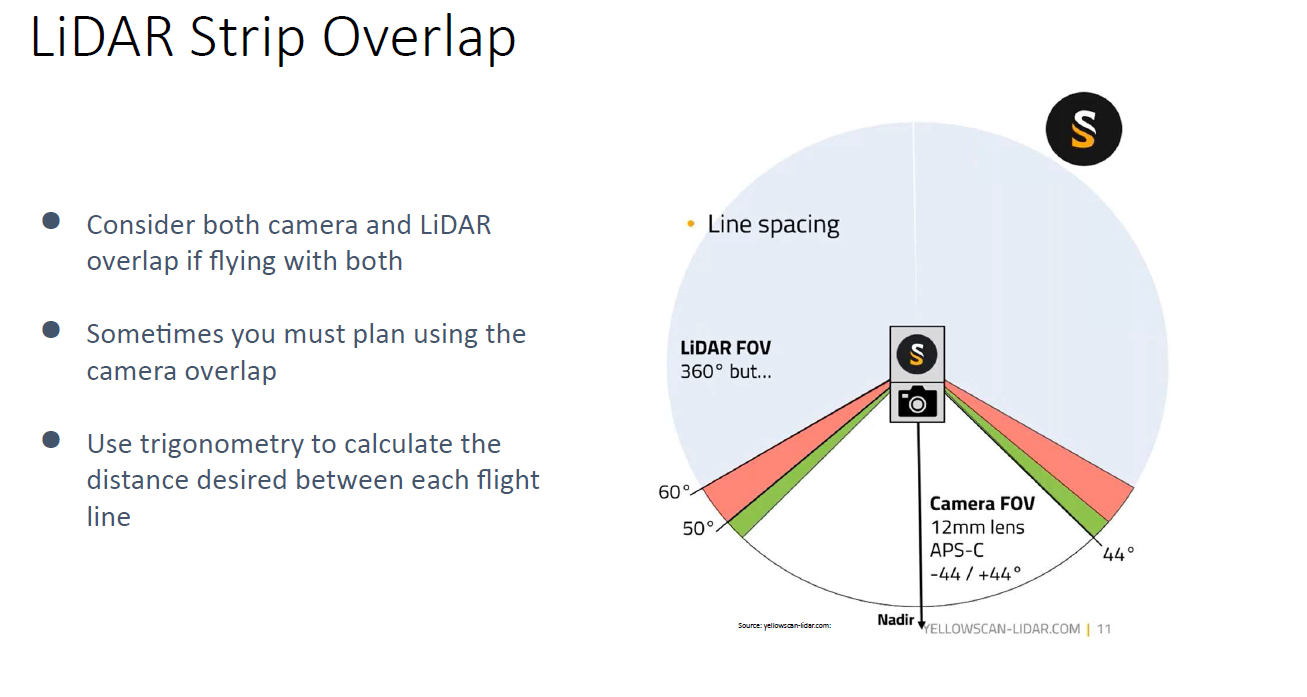 LiDAR Strip Overlap
Consider both camera and LiDAR
overlap if flying with both
Sometimes you must plan using the
camera overlap
Use trigonometry to calculate the
distance desired between each flight
line
S
• Line spacing
LiDAR FOV
360° but...
S
60°
50°
Camera FOV
12mm lens
APS-C
-44 / +44°
44°
Nadir
Source: yellowscan-lidar.com:
YELLOWSCAN-LIDAR.COM | 11